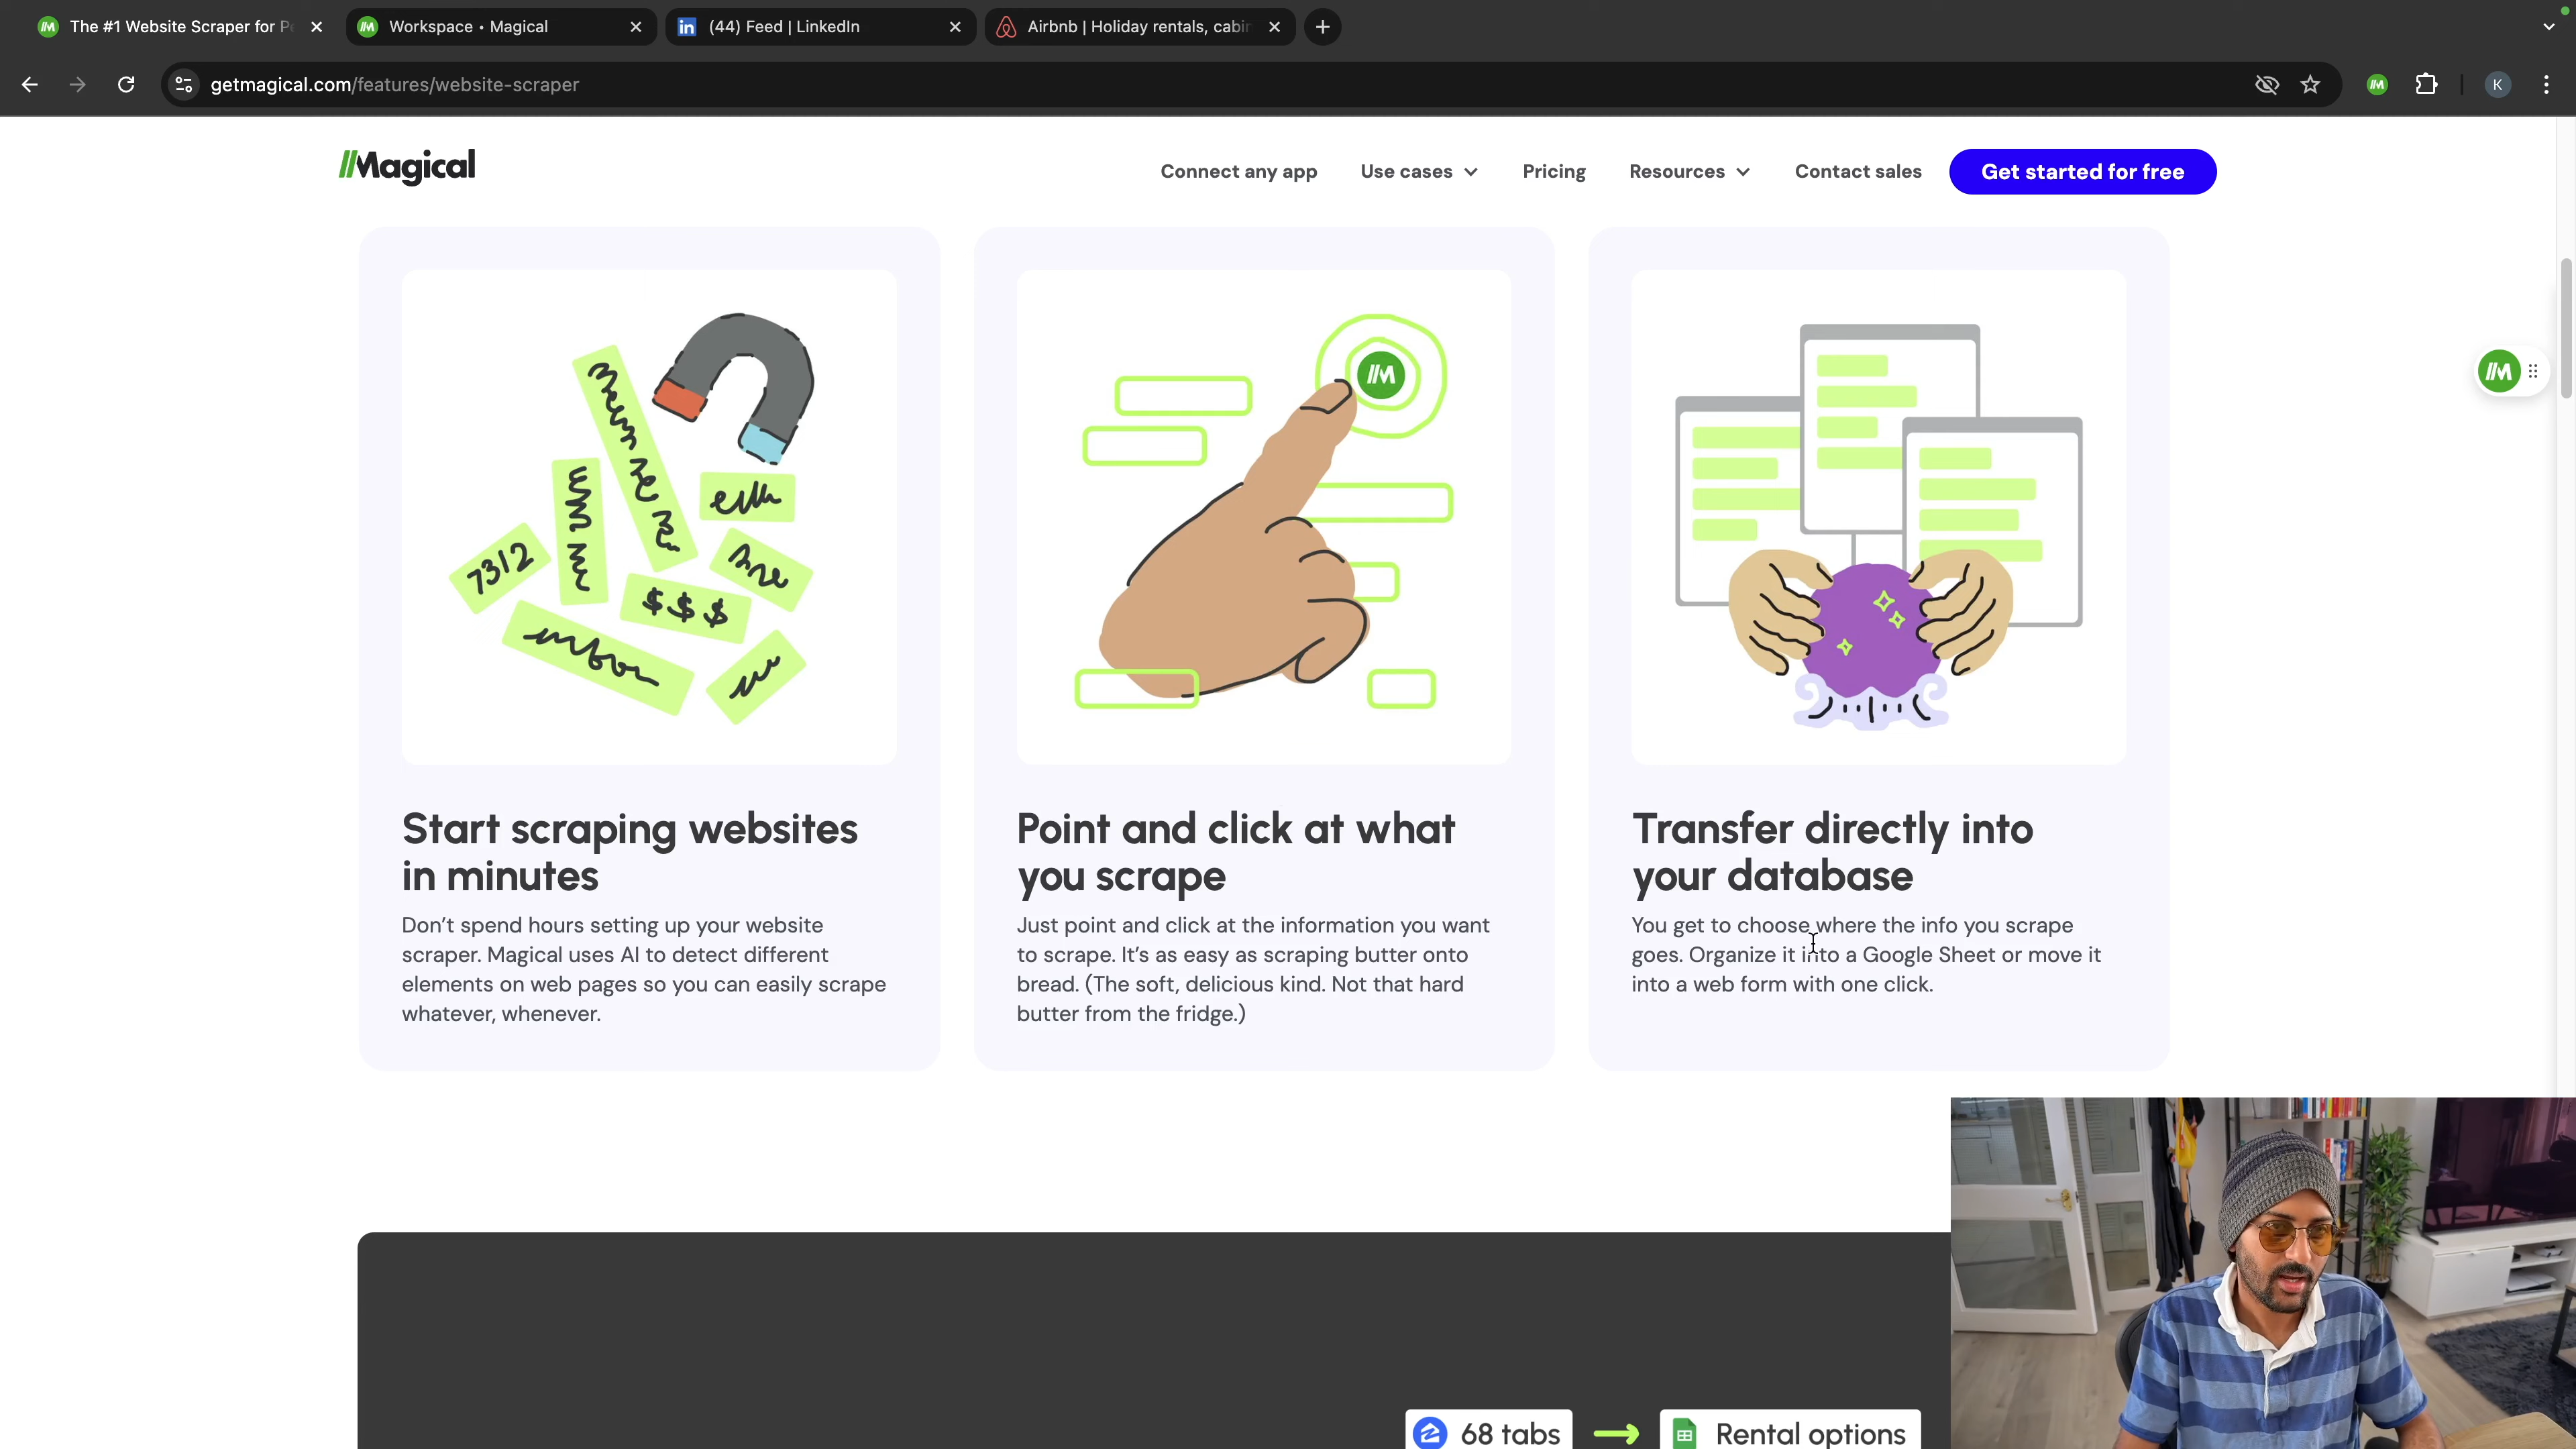 The #1 Website Scraper for Pe
Workspace • Magical
(44) Feed | LinkedIn
Airbnb | Holiday rentals, cabin
getmagical.com/features/website-scraper
K
Magical
Connect any app
Use cases
Pricing
Resources
Contact sales
Get started for free
7312
$$$
Start scraping websites
in minutes
Don’t spend hours setting up your website
scraper. Magical uses AI to detect different
elements on web pages so you can easily scrape
whatever, whenever.
Point and click at what
you scrape
Just point and click at the information you want
to scrape. It’s as easy as scraping butter onto
bread. (The soft, delicious kind. Not that hard
butter from the fridge.)
Transfer directly into
your database
You get to choose where the info you scrape
goes. Organize it into a Google Sheet or move it
into a web form with one click.
68 tabs
Rental options